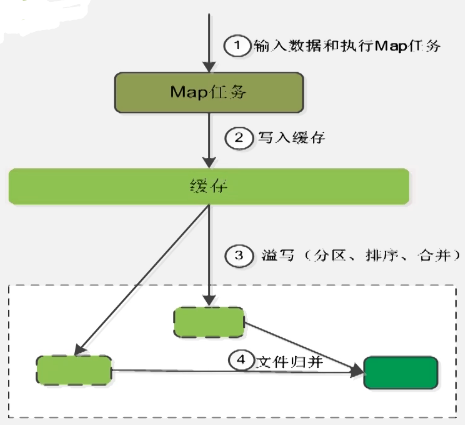 ① 输入数据和执行Map任务
Map任务
② 写入缓存
缓存
③ 溢写（分区、排序、合并）
④ 文件归并